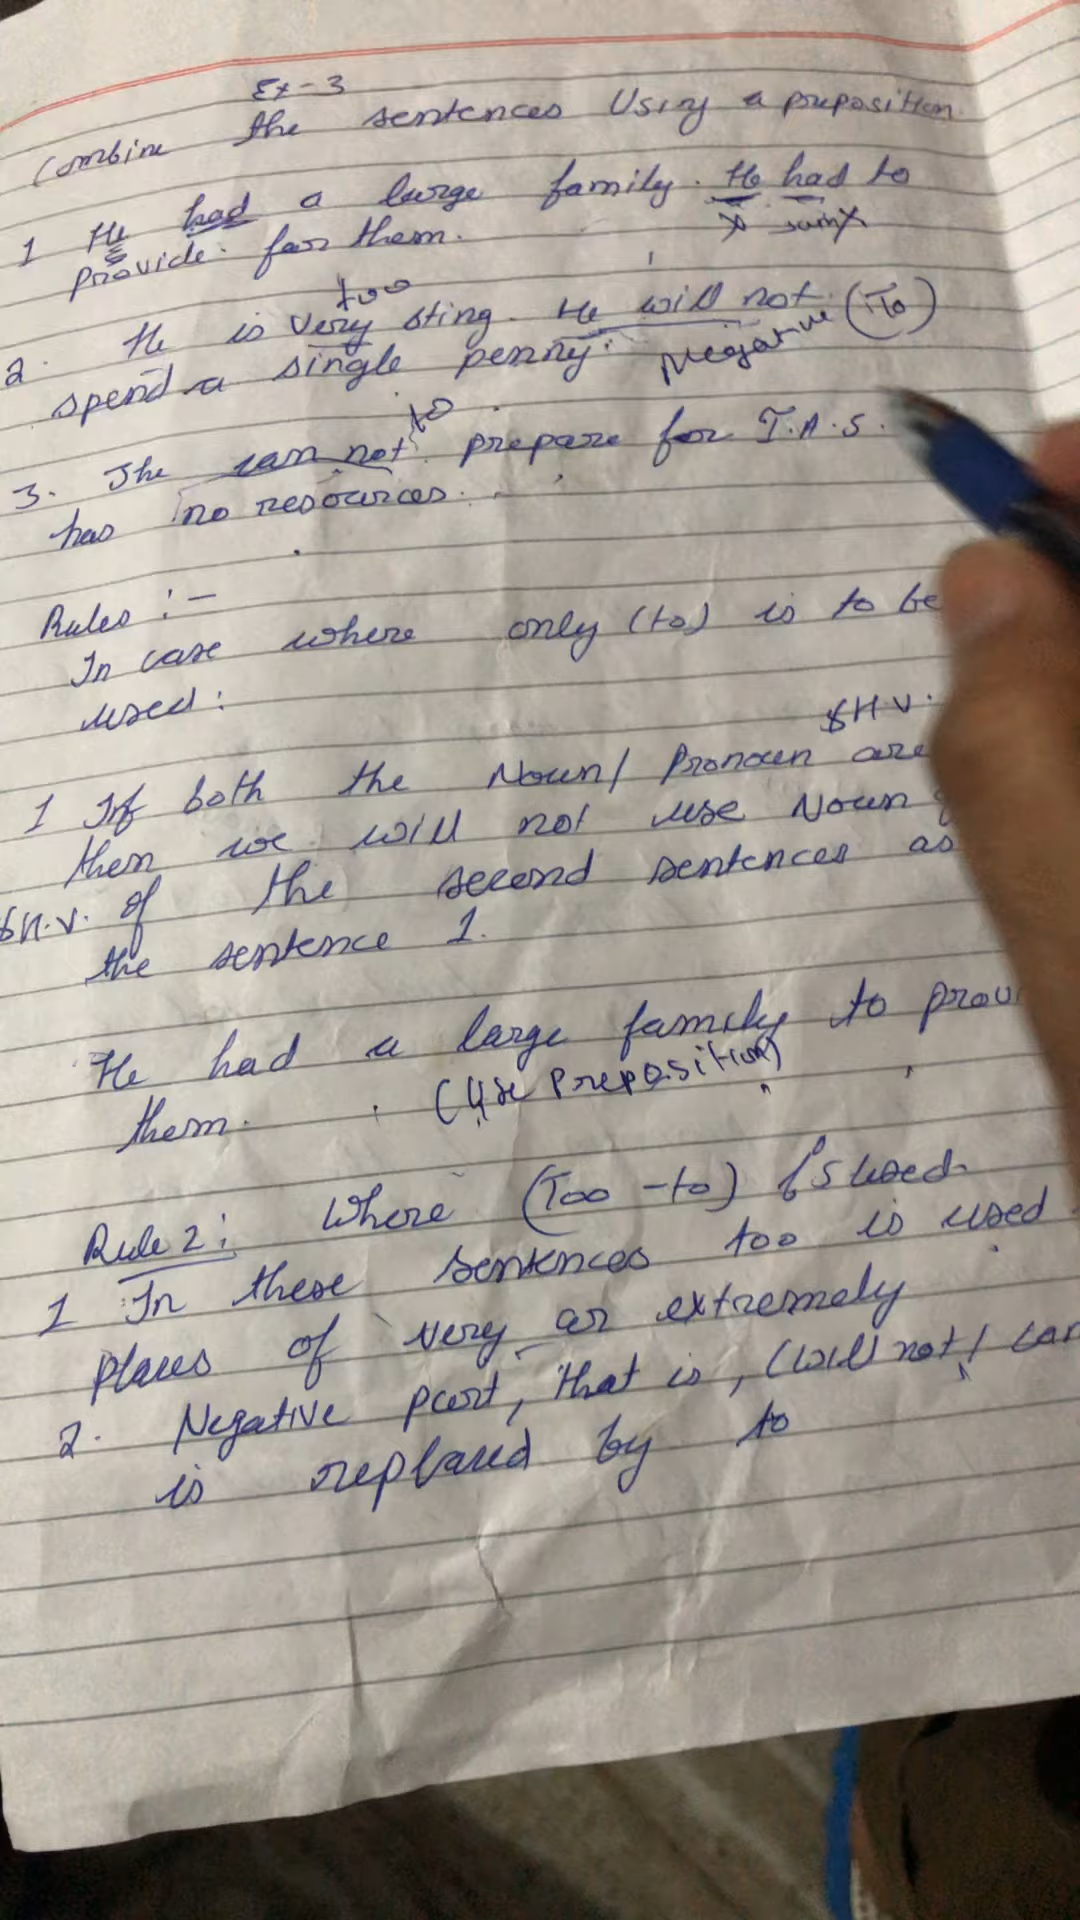 Ex-3
Combine the sentences Using a preposition
1 He had a large family. He had to
X same X
provide for them.
too
2. He is very sting. He will not (To)
spend a single penny. Negative
to
3. She can not prepare for I.A.S.
has no resources.
Rules :-
In case where only (to) is to be
used :
H.V.
1 If both the Noun/ Pronoun are
then we will not use Noun
H.V. of the second sentences as
the sentence 1.
He had a large family to prov
them. (Use Preposition)
Rule 2: Where (Too - to) is used
1 In these sentences too is used
places of very or extremely
2. Negative part, that is, (will not/ can
is replaced by to